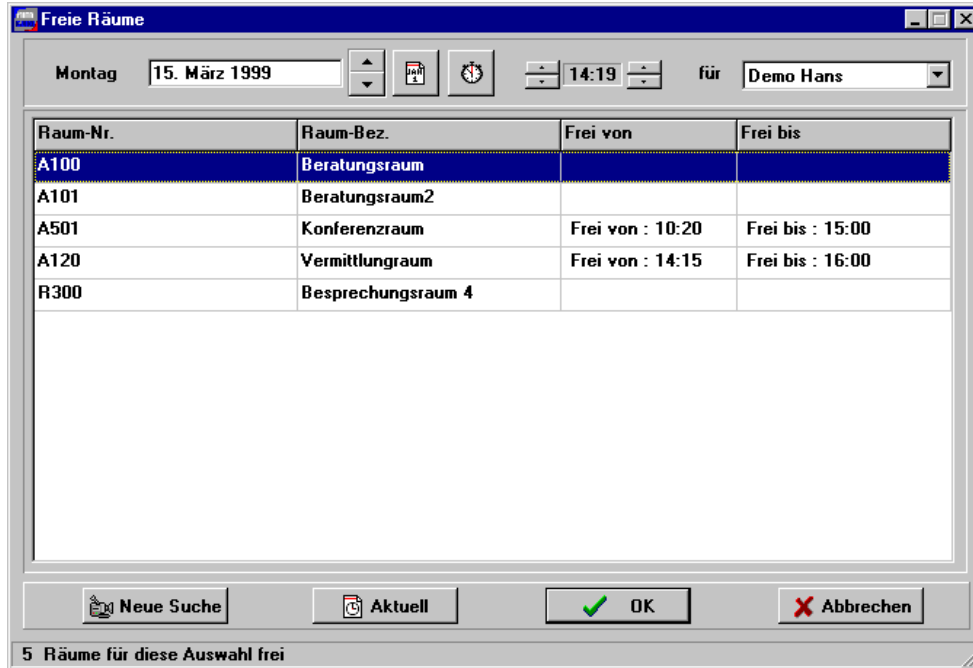 Freie Räume
Montag 15. März 1999 JAN 1 14:19 für Demo Hans
Raum-Nr. Raum-Bez. Frei von Frei bis
A100 Beratungsraum
A101 Beratungsraum2
A501 Konferenzraum Frei von : 10:20 Frei bis : 15:00
A120 Vermittlungraum Frei von : 14:15 Frei bis : 16:00
R300 Besprechungsraum 4
Neue Suche Aktuell OK Abbrechen
5 Räume für diese Auswahl frei